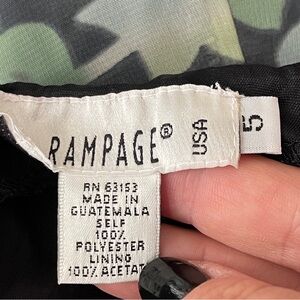 RAMPAGE®
USA
5
RN 63153
MADE IN
GUATEMALA
SELF
100%
POLYESTER
LINING
100% ACETAT